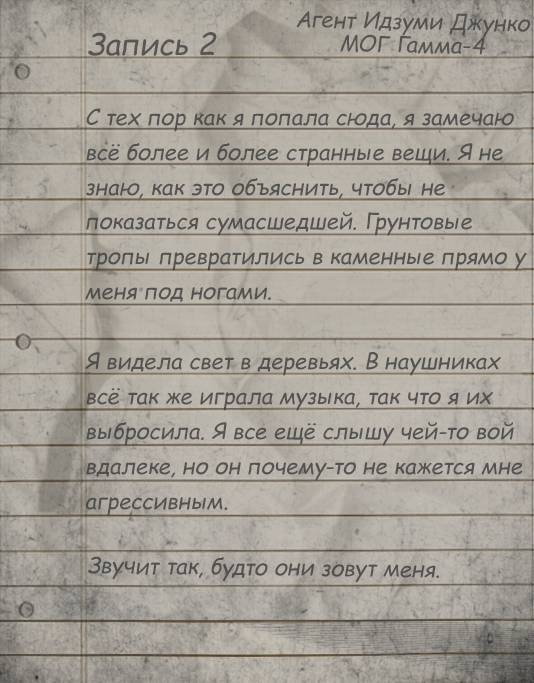 Агент Идзуми Джунко
Запись 2
МОГ Гамма-4
С тех пор как я попала сюда, я замечаю
всё более и более странные вещи. Я не
знаю, как это объяснить, чтобы не
показаться сумасшедшей. Грунтовые
тропы превратились в каменные прямо у
меня под ногами.
Я видела свет в деревьях. В наушниках
всё так же играла музыка, так что я их
выбросила. Я все ещё слышу чей-то вой
вдалеке, но он почему-то не кажется мне
агрессивным.
Звучит так, будто они зовут меня.